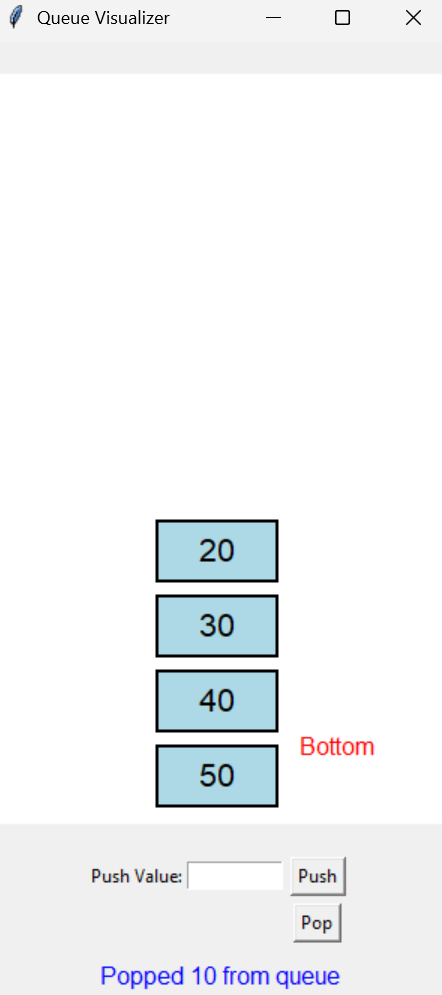 Queue Visualizer
20
30
40
Bottom
50
Push Value: Push
Pop
Popped 10 from queue